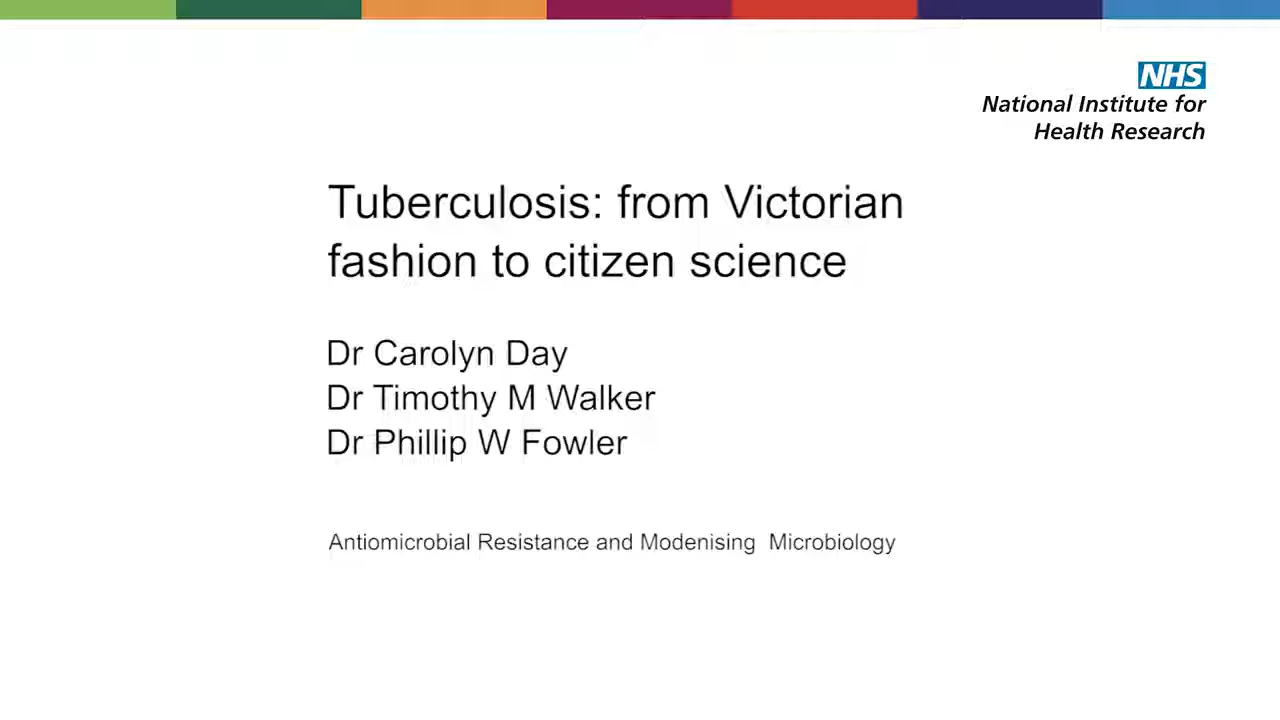 NHS
National Institute for
Health Research
Tuberculosis: from Victorian
fashion to citizen science
Dr Carolyn Day
Dr Timothy M Walker
Dr Phillip W Fowler
Antiomicrobial Resistance and Modenising Microbiology